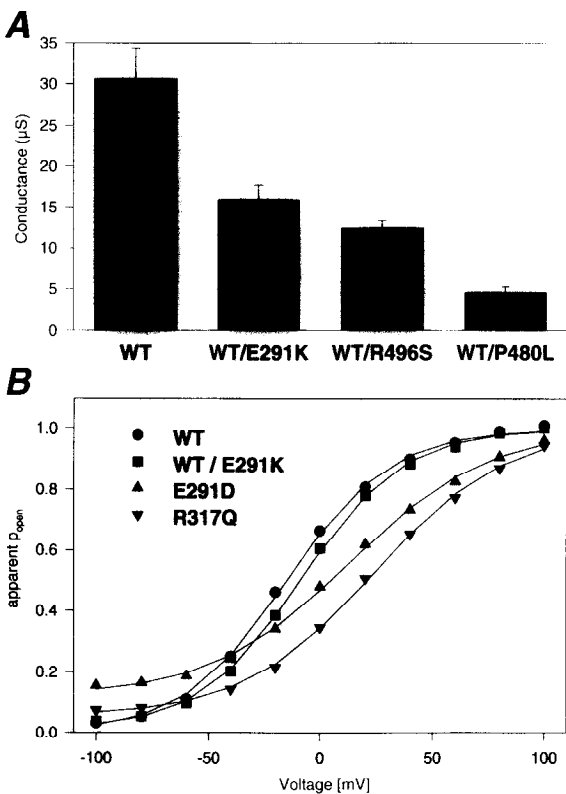 A
35
30
25
20
15
10
5
0
Conductance (µS)
WT WT/E291K WT/R496S WT/P480L
B
1.0
0.8
0.6
0.4
0.2
0.0
apparent popen
WT
WT / E291K
E291D
R317Q
-100 -50 0 50 100
Voltage [mV]